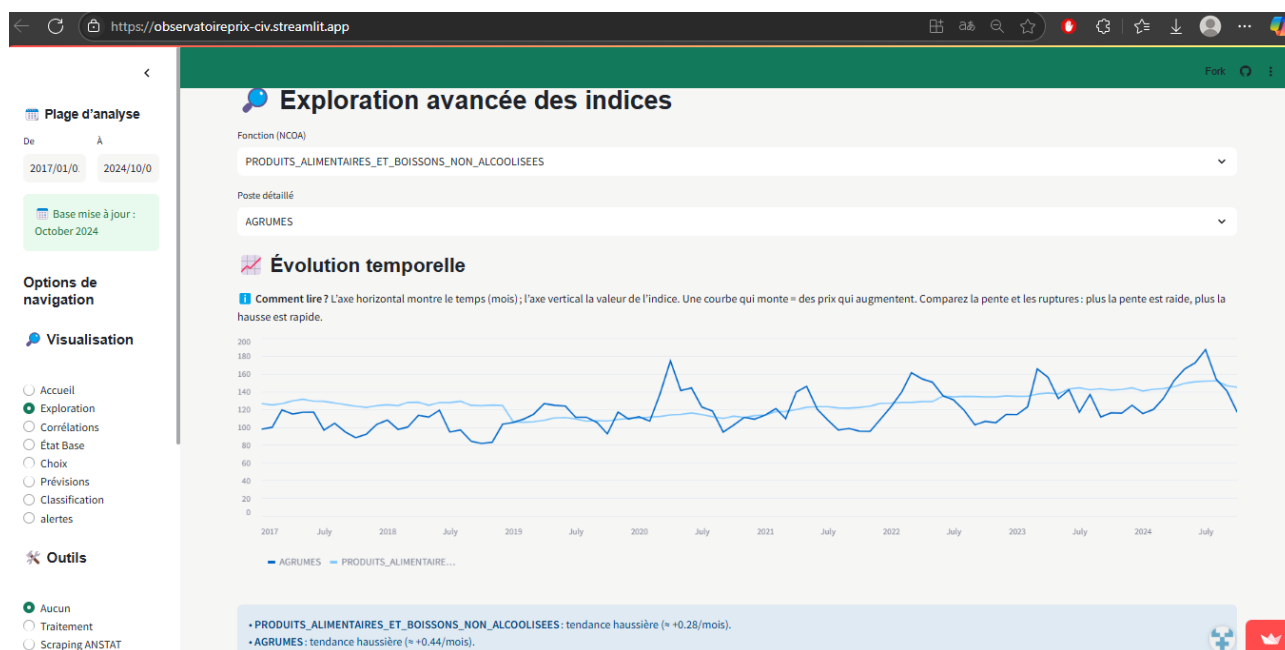 https://observatoireprix-civ.streamlit.app
Fork
Plage d'analyse
De
À
2017/01/0
2024/10/0
Base mise à jour :
October 2024
Options de
navigation
Visualisation
Accueil
Exploration
Corrélations
État Base
Choix
Prévisions
Classification
alertes
Outils
Aucun
Traitement
Scraping ANSTAT
Exploration avancée des indices
Fonction (NCOA)
PRODUITS_ALIMENTAIRES_ET_BOISSONS_NON_ALCOOLISEES
Poste détaillé
AGRUMES
Évolution temporelle
Comment lire ? L'axe horizontal montre le temps (mois) ; l'axe vertical la valeur de l'indice. Une courbe qui monte = des prix qui augmentent. Comparez la pente et les ruptures : plus la pente est raide, plus la
hausse est rapide.
200
180
160
140
120
100
80
60
40
20
0
2017 July 2018 July 2019 July 2020 July 2021 July 2022 July 2023 July 2024 July
AGRUMES PRODUITS_ALIMENTAIRE...
• PRODUITS_ALIMENTAIRES_ET_BOISSONS_NON_ALCOOLISEES : tendance haussière (≈ +0.28/mois).
• AGRUMES : tendance haussière (≈ +0.44/mois).